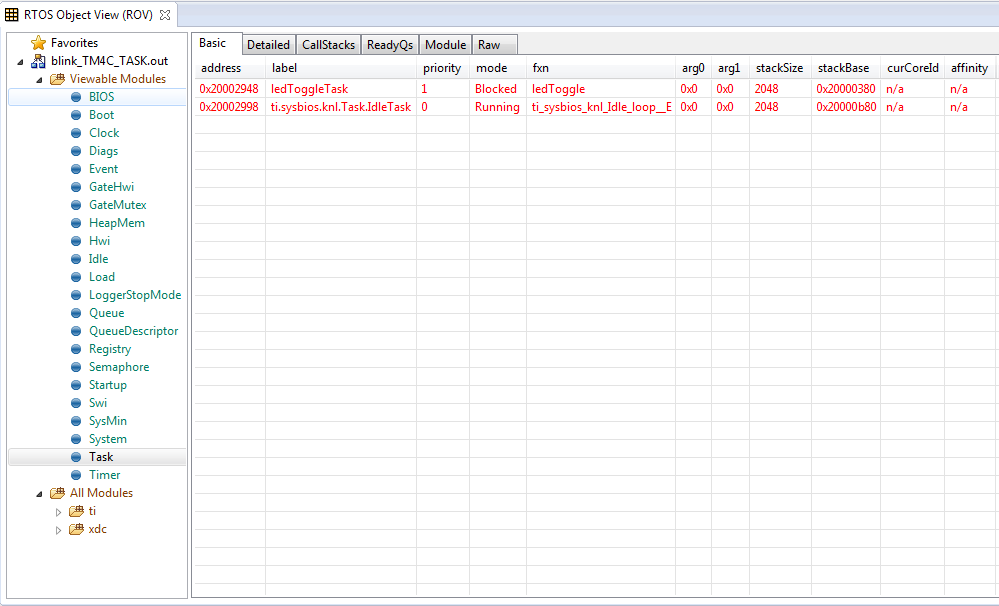 RTOS Object View (ROV)
Favorites
blink_TM4C_TASK.out
Viewable Modules
BIOS
Boot
Clock
Diags
Event
GateHwi
GateMutex
HeapMem
Hwi
Idle
Load
LoggerStopMode
Queue
QueueDescriptor
Registry
Semaphore
Startup
Swi
SysMin
System
Task
Timer
All Modules
ti
xdc
Basic Detailed CallStacks ReadyQs Module Raw
address label priority mode fxn arg0 arg1 stackSize stackBase curCoreId affinity
0x20002948 ledToggleTask 1 Blocked ledToggle 0x0 0x0 2048 0x20000380 n/a n/a
0x20002998 ti.sysbios.knl.Task.IdleTask 0 Running ti_sysbios_knl_Idle_loop__E 0x0 0x0 2048 0x20000b80 n/a n/a